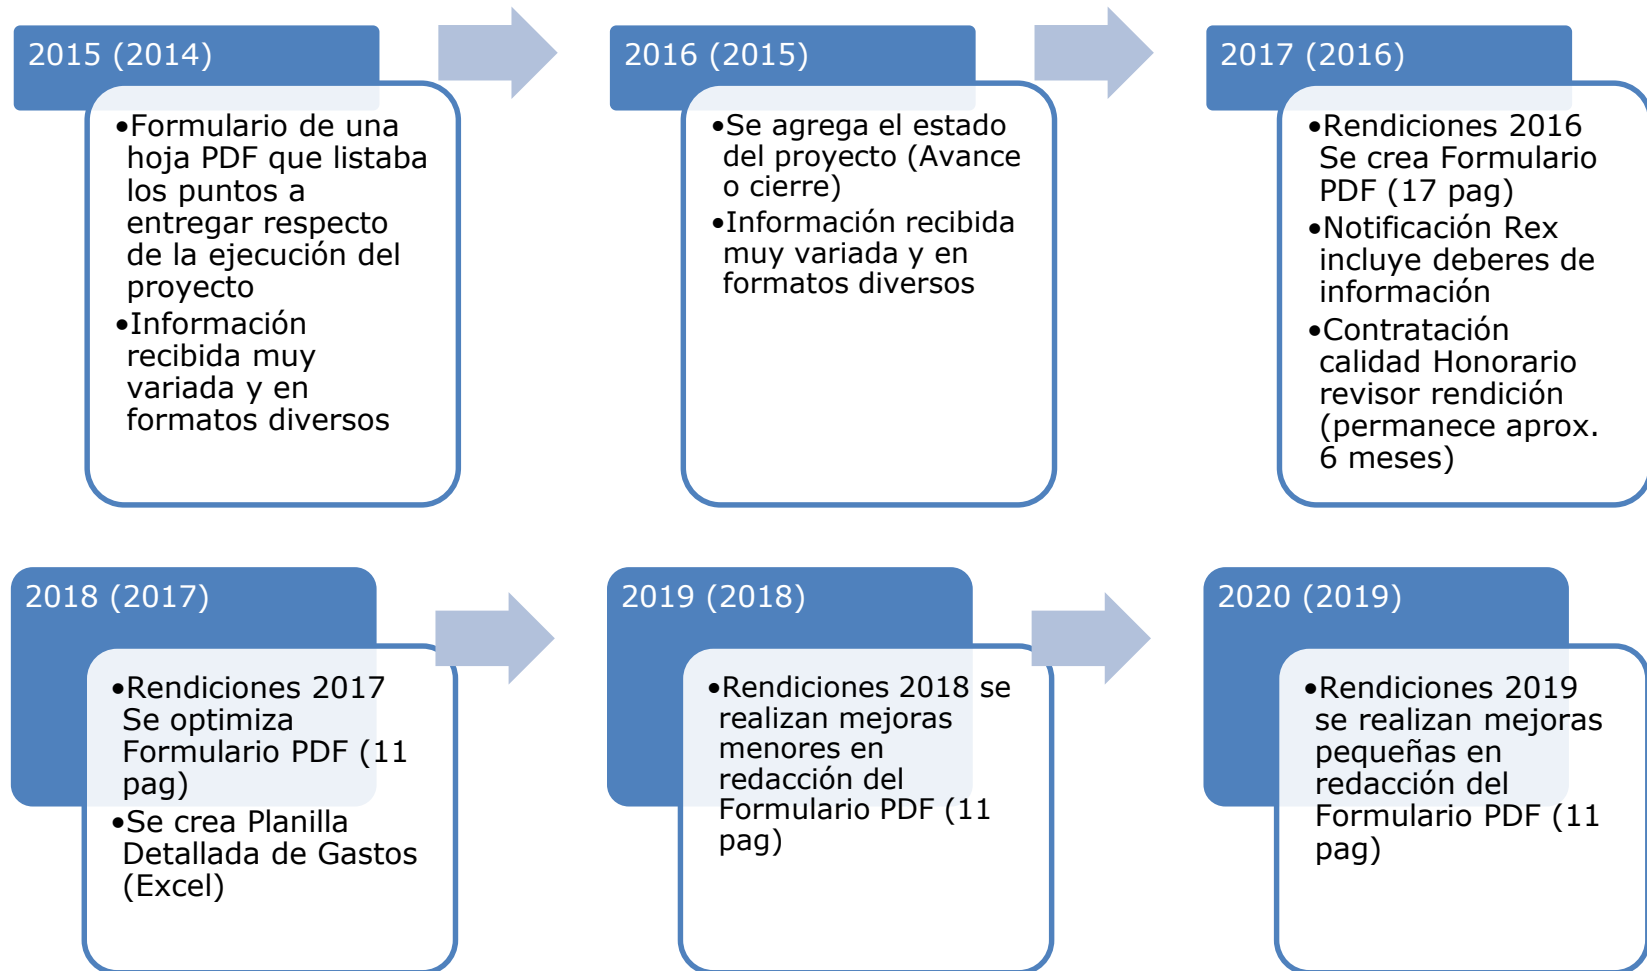 2015 (2014)
•Formulario de una
hoja PDF que listaba
los puntos a
entregar respecto
de la ejecución del
proyecto
•Información
recibida muy
variada y en
formatos diversos
2016 (2015)
•Se agrega el estado
del proyecto (Avance
o cierre)
•Información recibida
muy variada y en
formatos diversos
2017 (2016)
•Rendiciones 2016
Se crea Formulario
PDF (17 pag)
•Notificación Rex
incluye deberes de
información
•Contratación
calidad Honorario
revisor rendición
(permanece aprox.
6 meses)
2018 (2017)
•Rendiciones 2017
Se optimiza
Formulario PDF (11
pag)
•Se crea Planilla
Detallada de Gastos
(Excel)
2019 (2018)
•Rendiciones 2018 se
realizan mejoras
menores en
redacción del
Formulario PDF (11
pag)
2020 (2019)
•Rendiciones 2019
se realizan mejoras
pequeñas en
redacción del
Formulario PDF (11
pag)